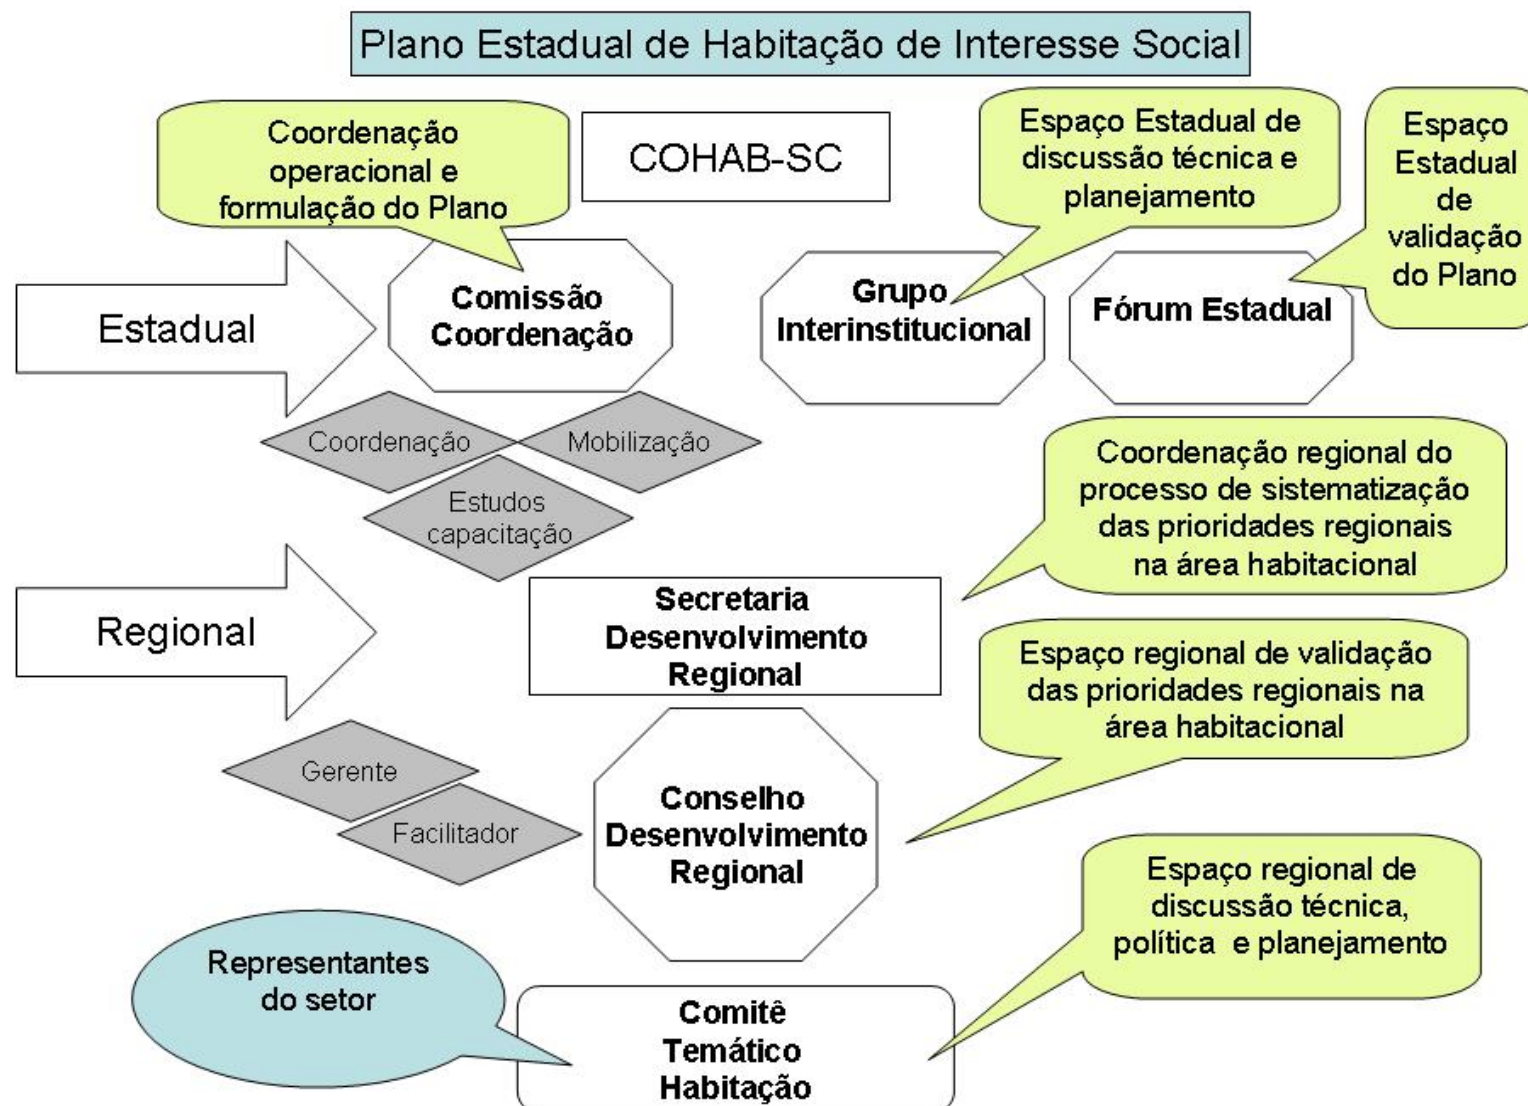 Plano Estadual de Habitação de Interesse Social
Coordenação
operacional e
formulação do Plano
COHAB-SC
Espaço Estadual de
discussão técnica e
planejamento
Espaço
Estadual
de
validação
do Plano
Estadual
Comissão
Coordenação
Grupo
Interinstitucional
Fórum Estadual
Coordenação
Mobilização
Estudos
capacitação
Coordenação regional do
processo de sistematização
das prioridades regionais
na área habitacional
Regional
Secretaria
Desenvolvimento
Regional
Espaço regional de validação
das prioridades regionais na
área habitacional
Gerente
Facilitador
Conselho
Desenvolvimento
Regional
Espaço regional de
discussão técnica,
política e planejamento
Representantes
do setor
Comitê
Temático
Habitação